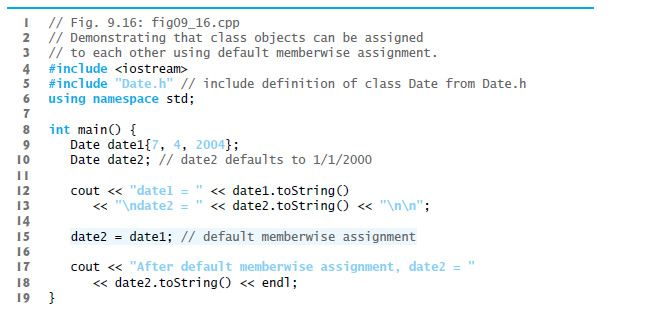 1 // Fig. 9.16: fig09_16.cpp
2 // Demonstrating that class objects can be assigned
3 // to each other using default memberwise assignment.
4 #include <iostream>
5 #include "Date.h" // include definition of class Date from Date.h
6 using namespace std;
7
8 int main() {
9 Date date1{7, 4, 2004};
10 Date date2; // date2 defaults to 1/1/2000
11
12 cout << "date1 = " << date1.toString()
13 << "\ndate2 = " << date2.toString() << "\n\n";
14
15 date2 = date1; // default memberwise assignment
16
17 cout << "After default memberwise assignment, date2 = "
18 << date2.toString() << endl;
19 }